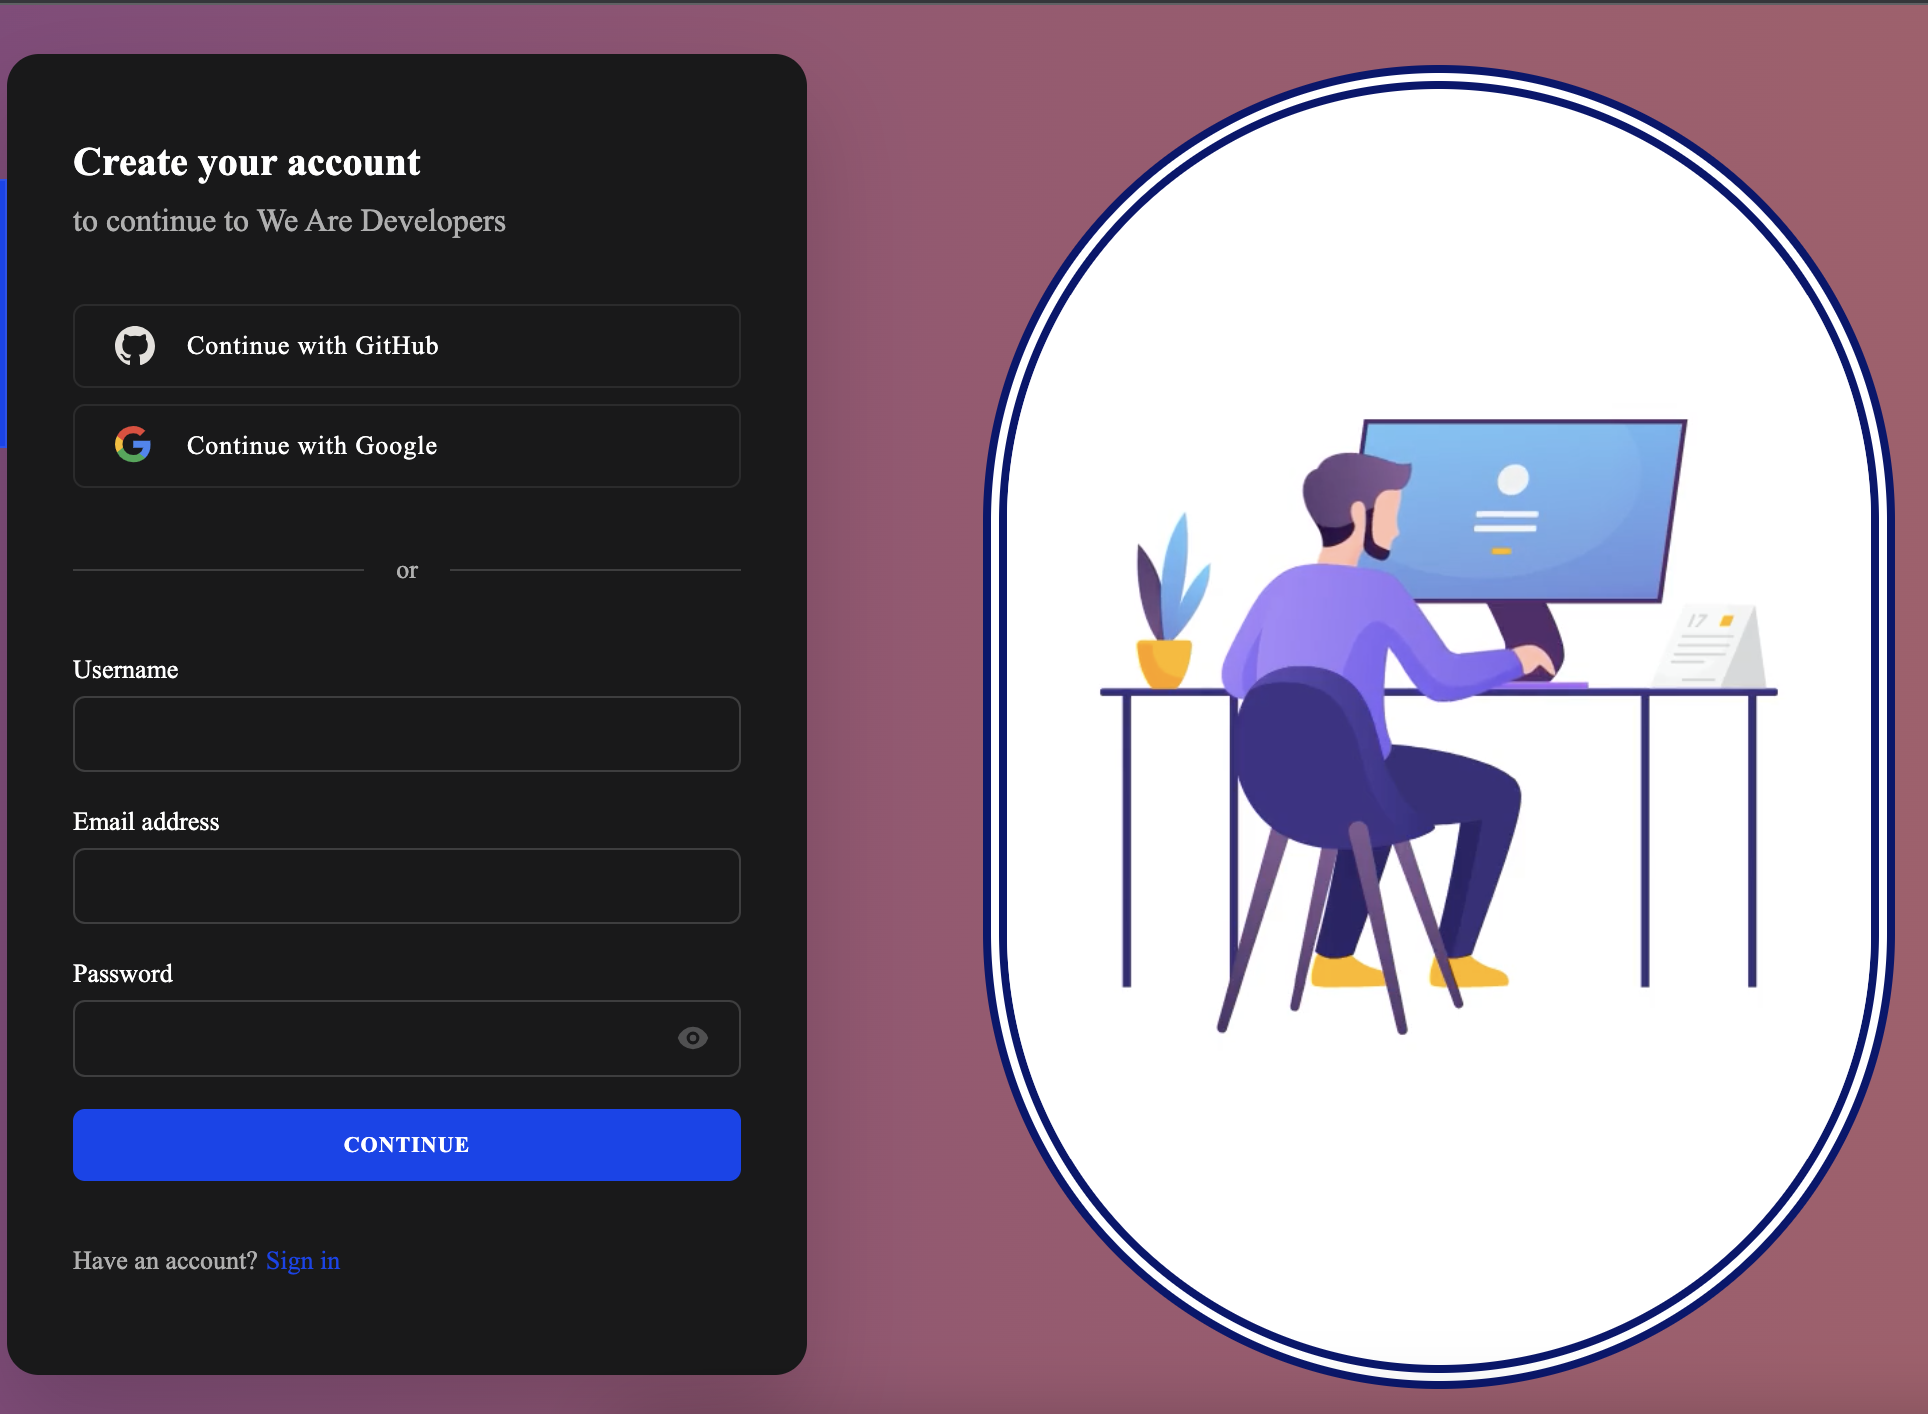 Create your account
to continue to We Are Developers
Continue with GitHub
Continue with Google
or
Username
Email address
Password
CONTINUE
Have an account? Sign in
17